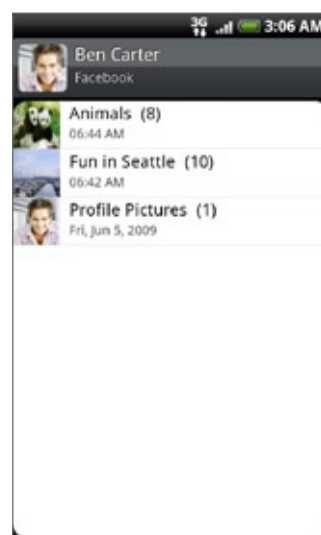 3G 3:06 AM
Ben Carter
Facebook
Animals (8)
06:44 AM
Fun in Seattle (10)
06:42 AM
Profile Pictures (1)
Fri, Jun 5, 2009